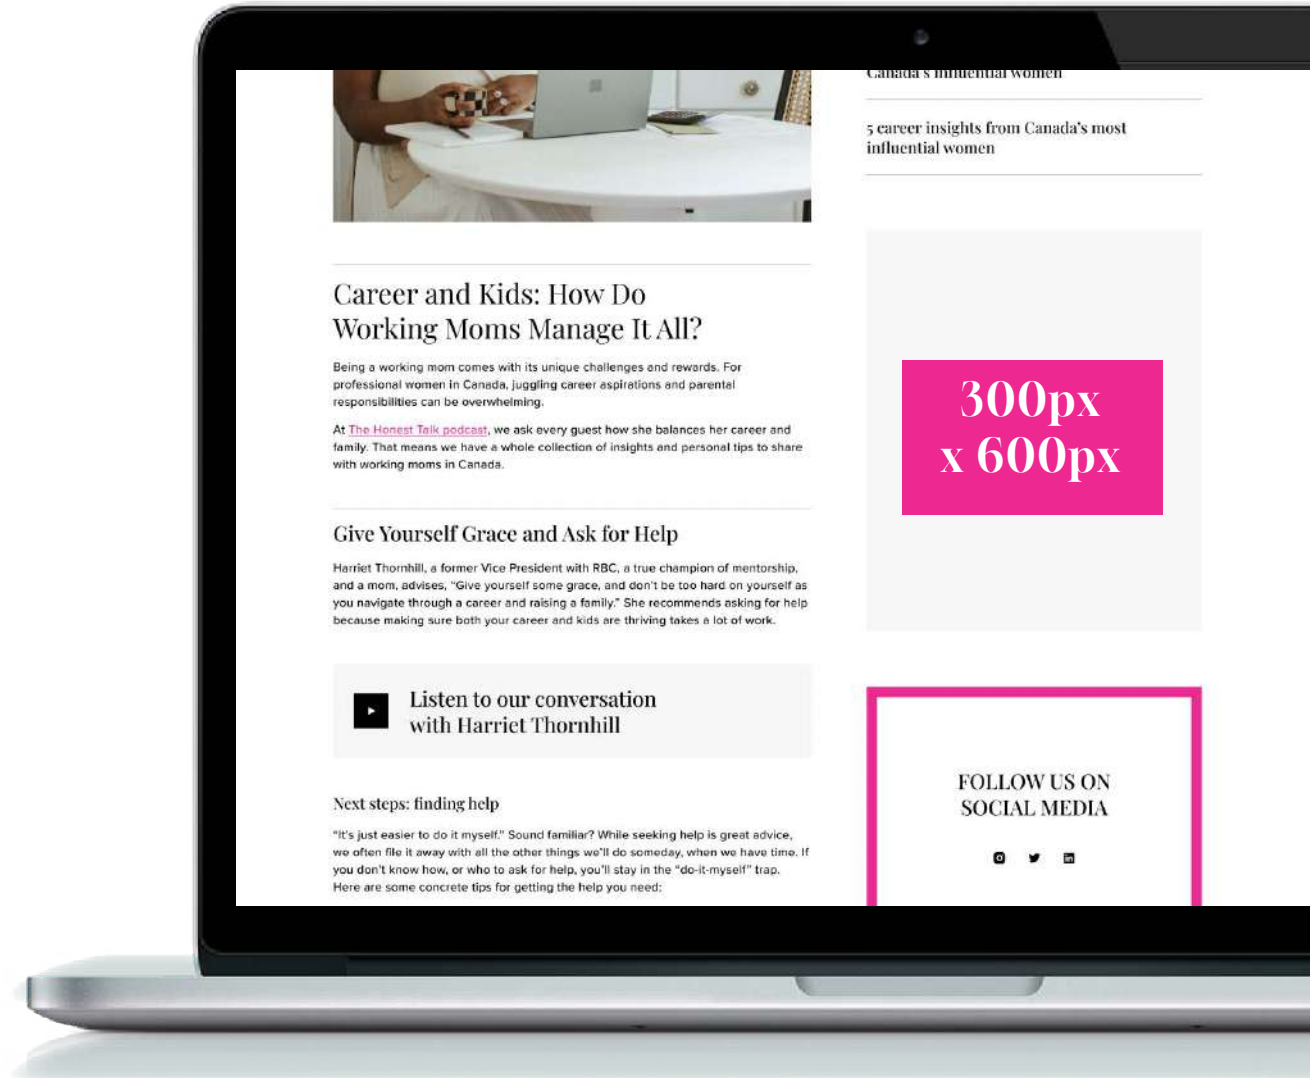 Career and Kids: How Do
Working Moms Manage It All?
Being a working mom comes with its unique challenges and rewards. For
professional women in Canada, juggling career aspirations and parental
responsibilities can be overwhelming.
At The Honest Talk podcast, we ask every guest how she balances her career and
family. That means we have a whole collection of insights and personal tips to share
with working moms in Canada.
Give Yourself Grace and Ask for Help
Harriet Thornhill, a former Vice President with RBC, a true champion of mentorship,
and a mom, advises, “Give yourself some grace, and don’t be too hard on yourself as
you navigate through a career and raising a family.” She recommends asking for help
because making sure both your career and kids are thriving takes a lot of work.
Listen to our conversation
with Harriet Thornhill
Next steps: finding help
“It’s just easier to do it myself.” Sound familiar? While seeking help is great advice,
we often file it away with all the other things we’ll do someday, when we have time. If
you don’t know how, or who to ask for help, you’ll stay in the “do-it-myself” trap.
Here are some concrete tips for getting the help you need:
Canada’s influential women
5 career insights from Canada’s most
influential women
300px
x 600px
FOLLOW US ON
SOCIAL MEDIA